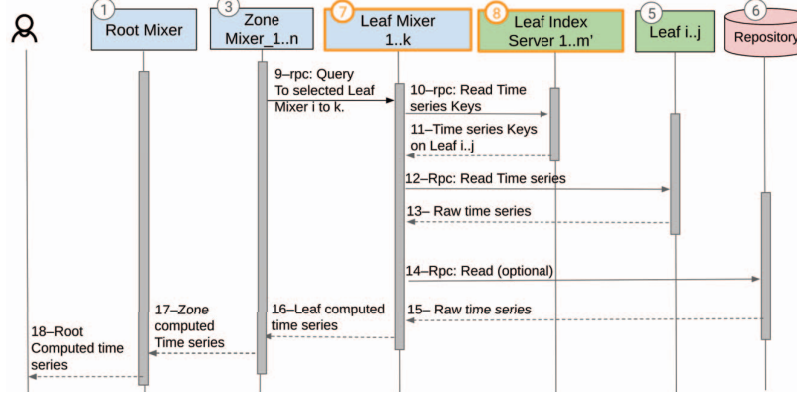 1
Root Mixer
3
Zone
Mixer_1..n
7
Leaf Mixer
1..k
8
Leaf Index
Server 1..m'
5
Leaf i..j
6
Repository
9–rpc: Query
To selected Leaf
Mixer i to k.
10–rpc: Read Time
series Keys
11–Time series Keys
on Leaf i..j
12–Rpc: Read Time series
13– Raw time series
14–Rpc: Read (optional)
15– Raw time series
16–Leaf computed
time series
17–Zone
computed
Time series
18–Root
Computed time
series